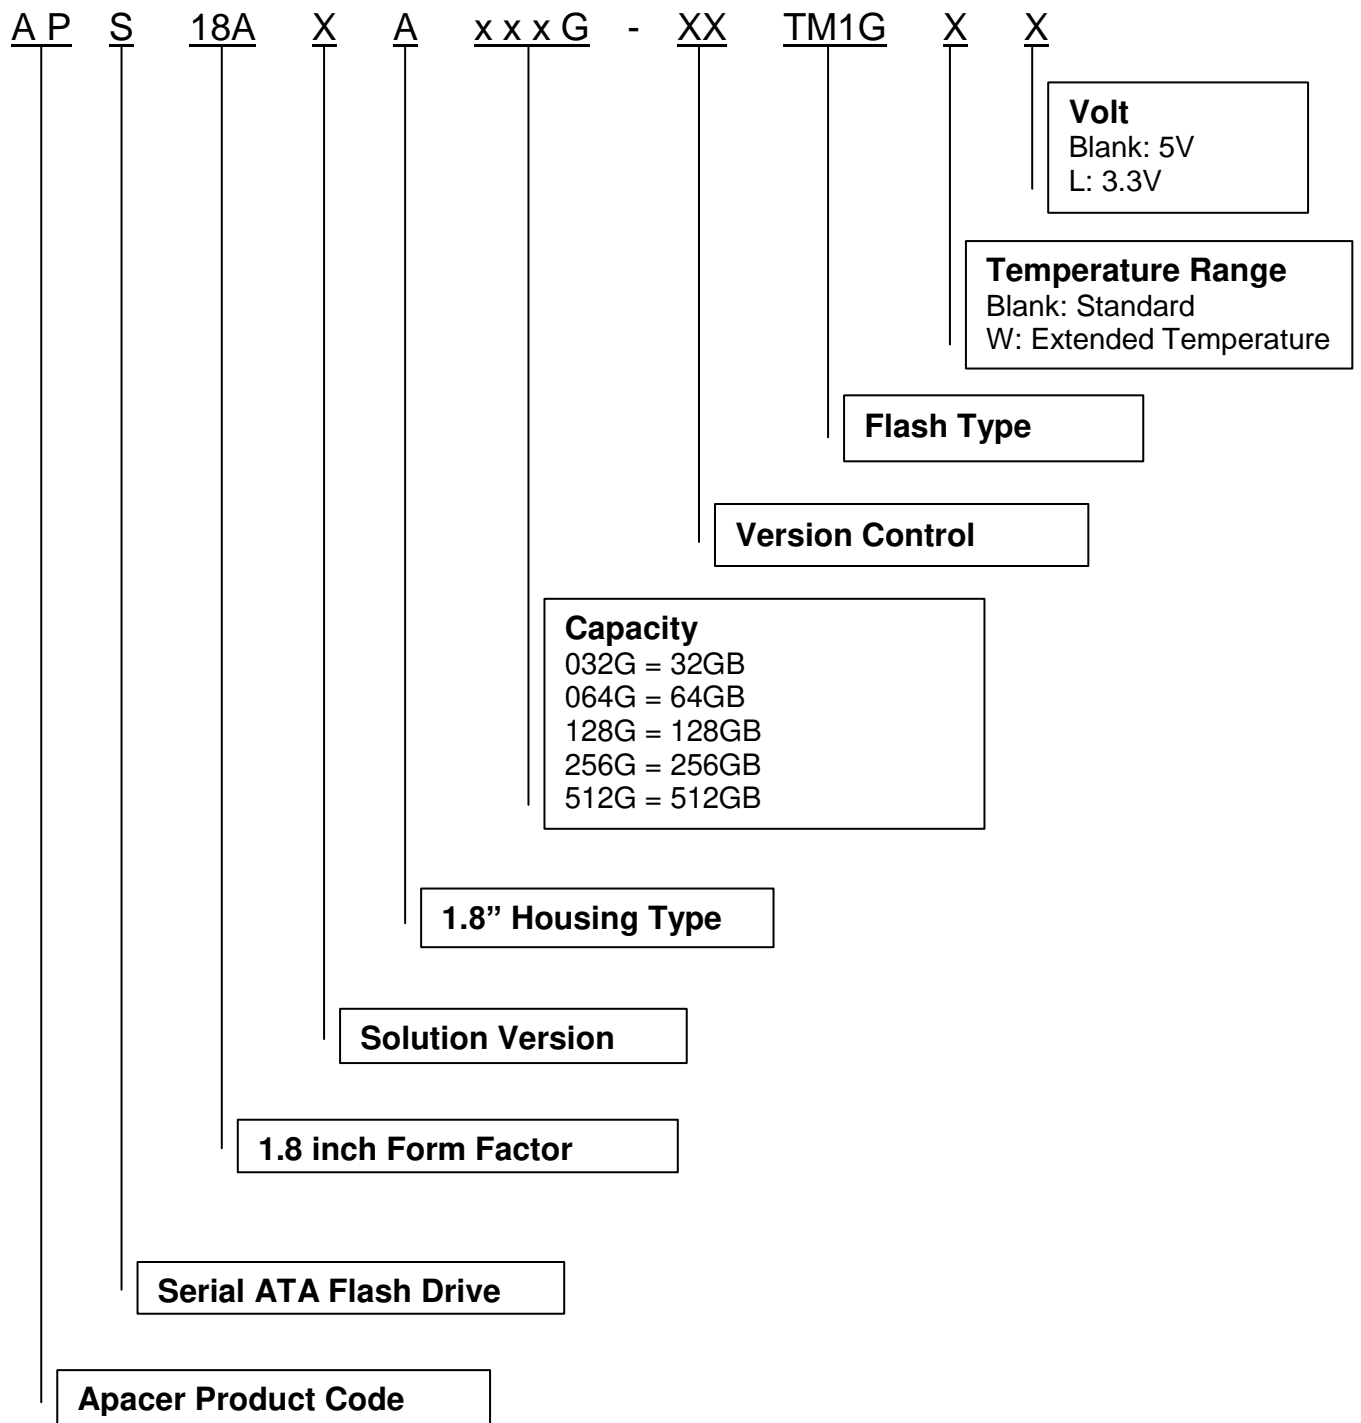 A P S 18A X A x x x G - XX TM1G X X
Volt
Blank: 5V
L: 3.3V
Temperature Range
Blank: Standard
W: Extended Temperature
Flash Type
Version Control
Capacity
032G = 32GB
064G = 64GB
128G = 128GB
256G = 256GB
512G = 512GB
1.8” Housing Type
Solution Version
1.8 inch Form Factor
Serial ATA Flash Drive
Apacer Product Code